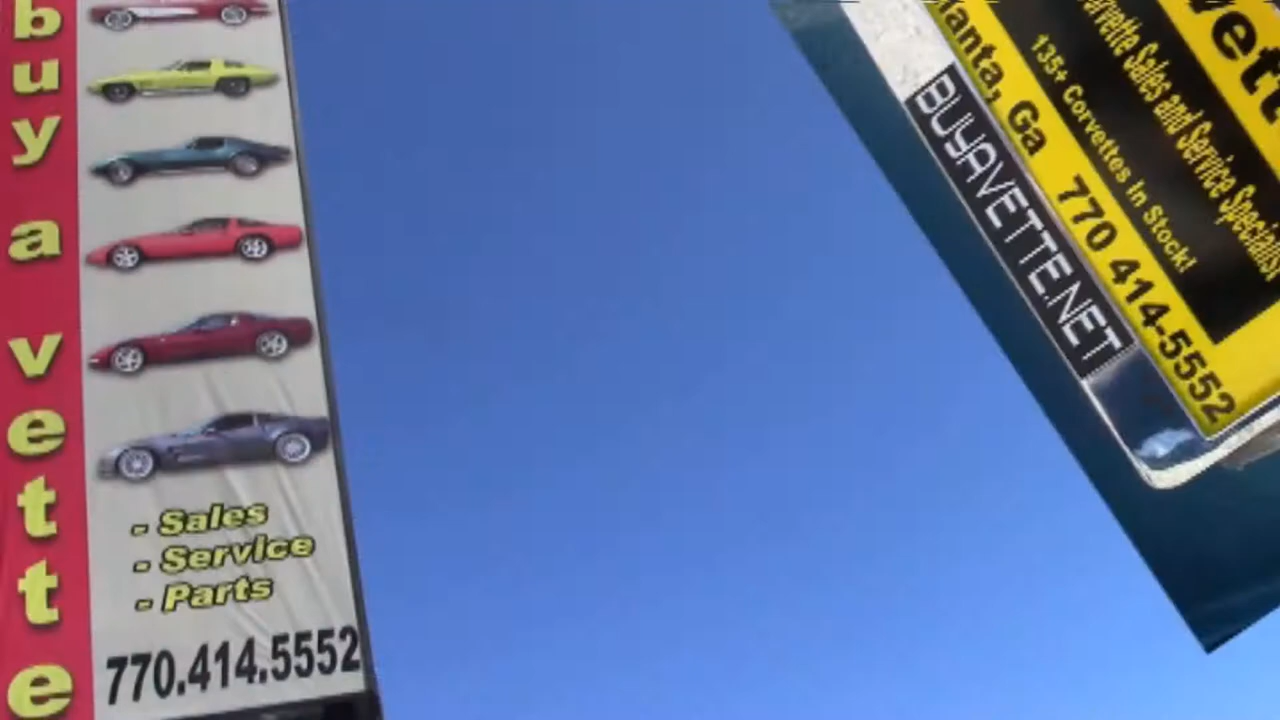 buy a vette
- Sales
- Service
- Parts
770.414.5552
Corvette Sales and Service Specialist
135+ Corvettes In Stock!
Ga 770 414-5552
BUYAVETTE.NET